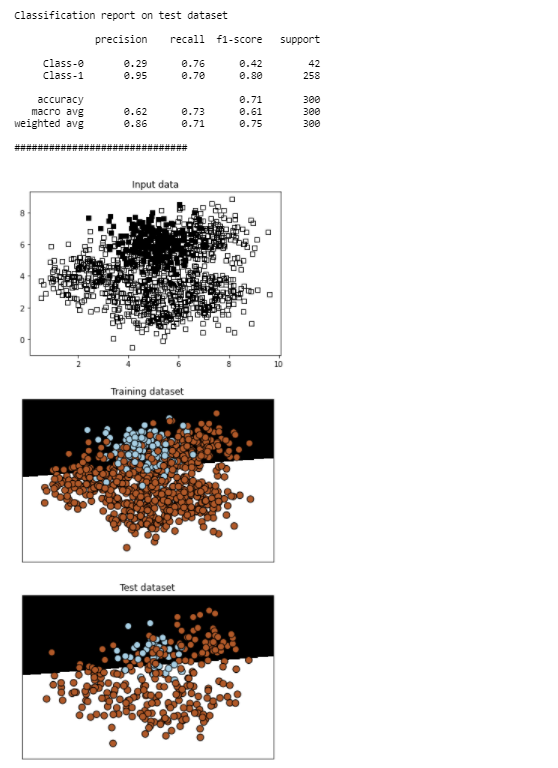 Classification report on test dataset
precision recall f1-score support
Class-0 0.29 0.76 0.42 42
Class-1 0.95 0.70 0.80 258
accuracy 0.71 300
macro avg 0.62 0.73 0.61 300
weighted avg 0.86 0.71 0.75 300
##############################
Input data
8
6
4
2
0
2 4 6 8 10
Training dataset
Test dataset